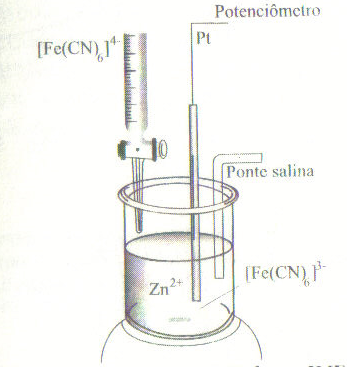 Potenciômetro
Pt
[Fe(CN)₆]⁴⁻
Ponte salina
[Fe(CN)₆]³⁻
Zn²⁺